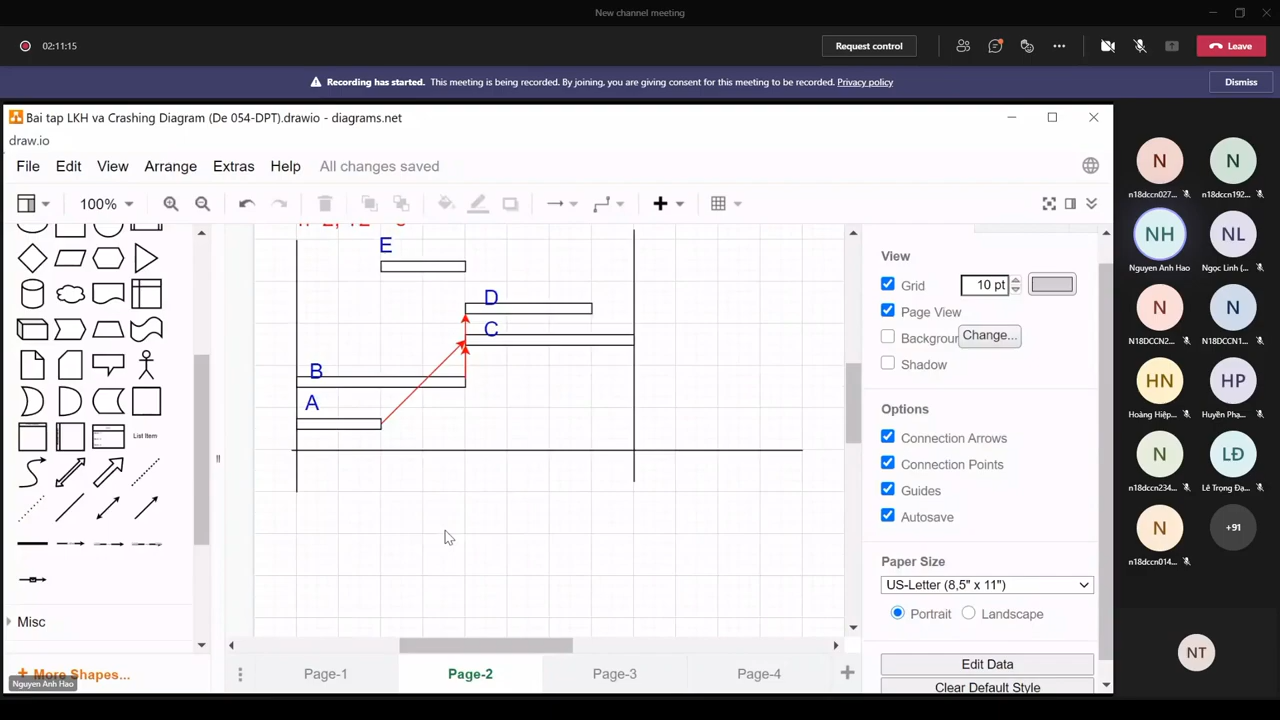 New channel meeting
02:11:15
Request control
Leave
Recording has started. This meeting is being recorded. By joining, you are giving consent for this meeting to be recorded. Privacy policy
Dismiss
Bai tap LKH va Crashing Diagram (De 054-DPT).drawio - diagrams.net
draw.io
File Edit View Arrange Extras Help All changes saved
100%
E
D
C
B
A
List Item
Misc
+ More Shapes...
Nguyen Anh Hao
Page-1
Page-2
Page-3
Page-4
View
Grid
10 pt
Page View
Backgroun
Change...
Shadow
Options
Connection Arrows
Connection Points
Guides
Autosave
Paper Size
US-Letter (8,5" x 11")
Portrait
Landscape
Edit Data
Clear Default Style
N
n18dccn027...
N
n18dccn192...
NH
Nguyen Anh Hao
NL
Ngọc Linh (...
N
N18DCCN2...
N
N18DCCN1...
HN
Hoàng Hiệp...
HP
Huyền Phạ...
N
n18dccn234...
LĐ
Lê Trọng Đạ...
N
n18dccn014...
+91
NT